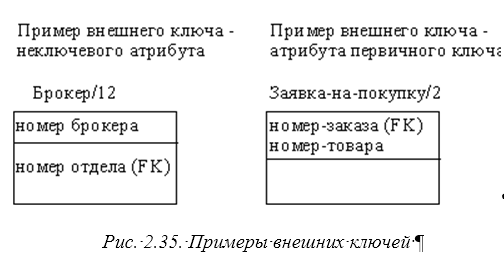 Пример внешнего ключа -
неключевого атрибута
Пример внешнего ключа -
атрибута первичного ключа
Брокер/12
номер брокера
номер отдела (FK)
Заявка-на-покупку/2
номер-заказа (FK)
номер-товара
Рис.·2.35.·Примеры·внешних·ключей·¶